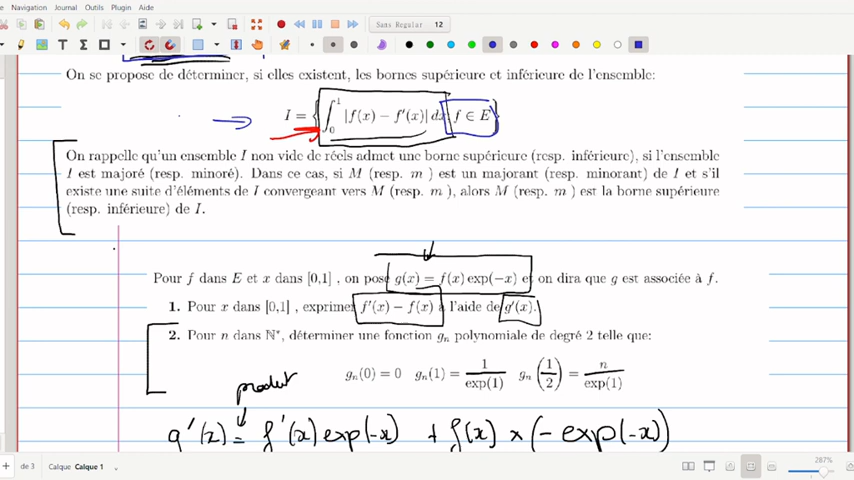 Navigation Journal Outils Aide
Sans Regular 12
On se propose de déterminer, si elles existent, les bornes supérieure et inférieure de l'ensemble:
I = { ∫₀¹ |f(x) − f'(x)| dx, f ∈ E }
On rappelle qu'un ensemble I non vide de réels admet une borne supérieure (resp. inférieure), si l'ensemble
I est majoré (resp. minoré). Dans ce cas, si M (resp. m ) est un majorant (resp. minorant) de I et s'il
existe une suite d'éléments de I convergeant vers M (resp. m ), alors M (resp. m ) est la borne supérieure
(resp. inférieure) de I.
Pour f dans E et x dans [0,1] , on pose g(x) = f(x) exp(−x) et on dira que g est associée à f.
1. Pour x dans [0,1] , exprimer f'(x) − f(x) à l'aide de g'(x).
2. Pour n dans ℕ*, déterminer une fonction gₙ polynomiale de degré 2 telle que:
gₙ(0) = 0 gₙ(1) = 1/exp(1) gₙ(1/2) = n/exp(1)
produit
g'(x) = f'(x) exp(-x) + f(x) × (- exp(-x))
de 3 Calque Calque 1 287%